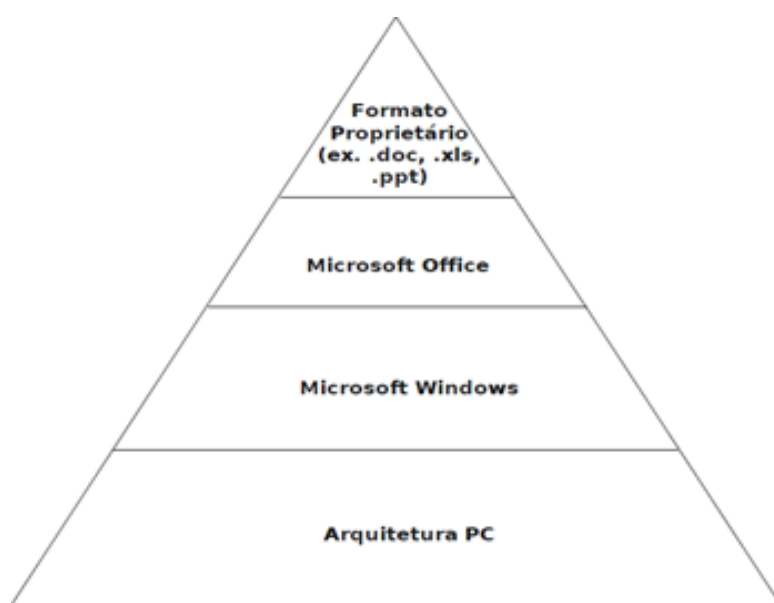 Formato
Proprietário
(ex. .doc, .xls,
.ppt)
Microsoft Office
Microsoft Windows
Arquitetura PC